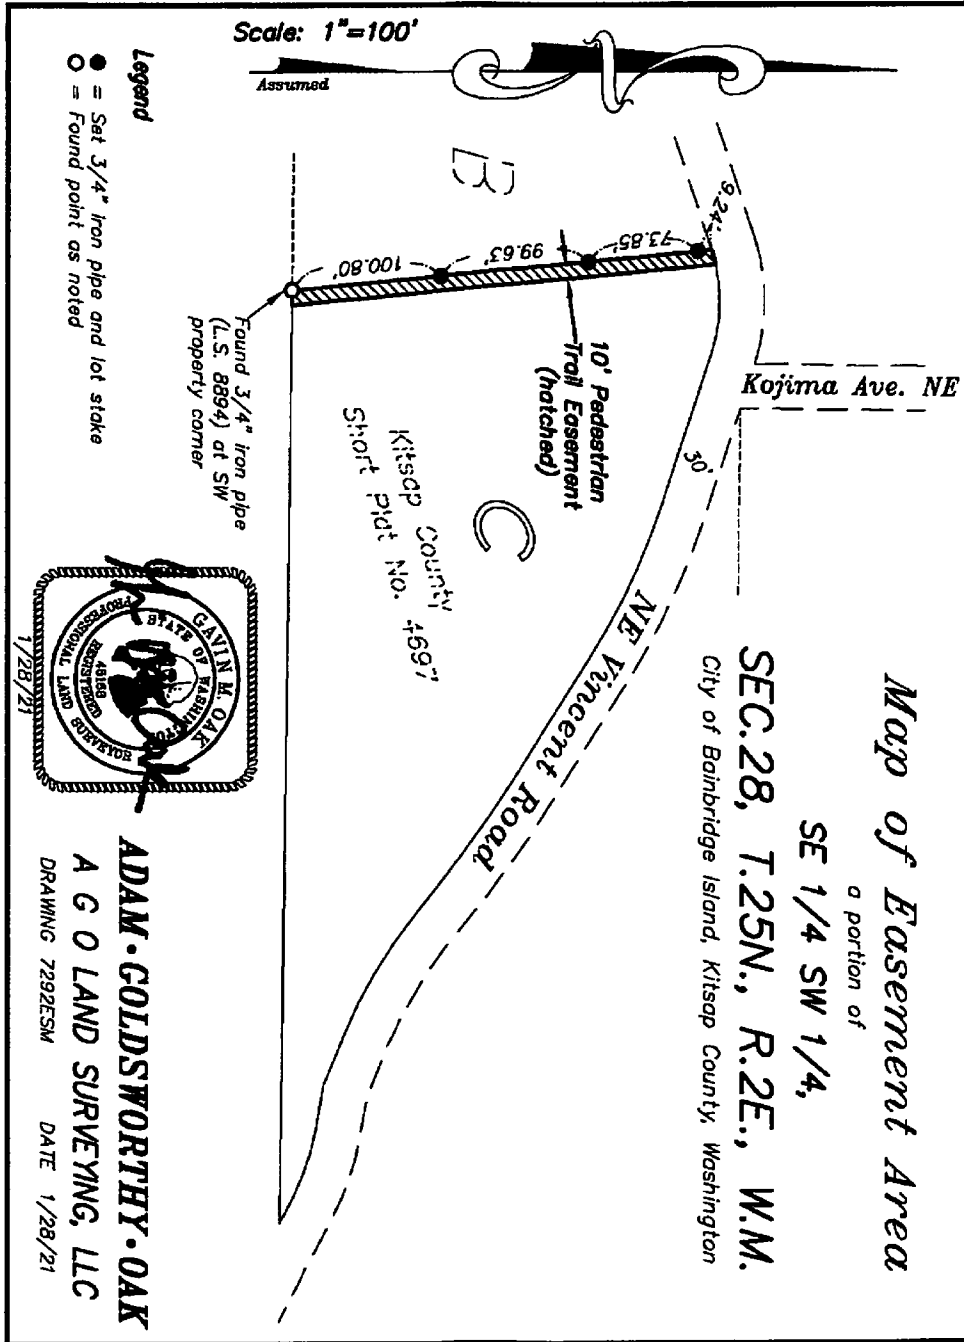 Map of Easement Area
a portion of
SE 1/4 SW 1/4,
SEC.28, T.25N., R.2E., W.M.
City of Bainbridge Island, Kitsap County, Washington
Scale: 1"=100'
Assumed
N
Kojima Ave. NE
NE Vincent Road
30'
9.24'
73.85'
99.63'
100.80'
B
C
10' Pedestrian
Trail Easement
(hatched)
Kitsap County
Short Plat No. 4697
Found 3/4" iron pipe
(L.S. 8894) at SW
property corner
Legend
● = Set 3/4" iron pipe and lot stake
○ = Found point as noted
GAVIN M. OAK
STATE OF WASHINGTON
REGISTERED
PROFESSIONAL LAND SURVEYOR
1/28/21
ADAM·GOLDSWORTHY·OAK
A G O LAND SURVEYING, LLC
DRAWING 7292ESM DATE 1/28/21